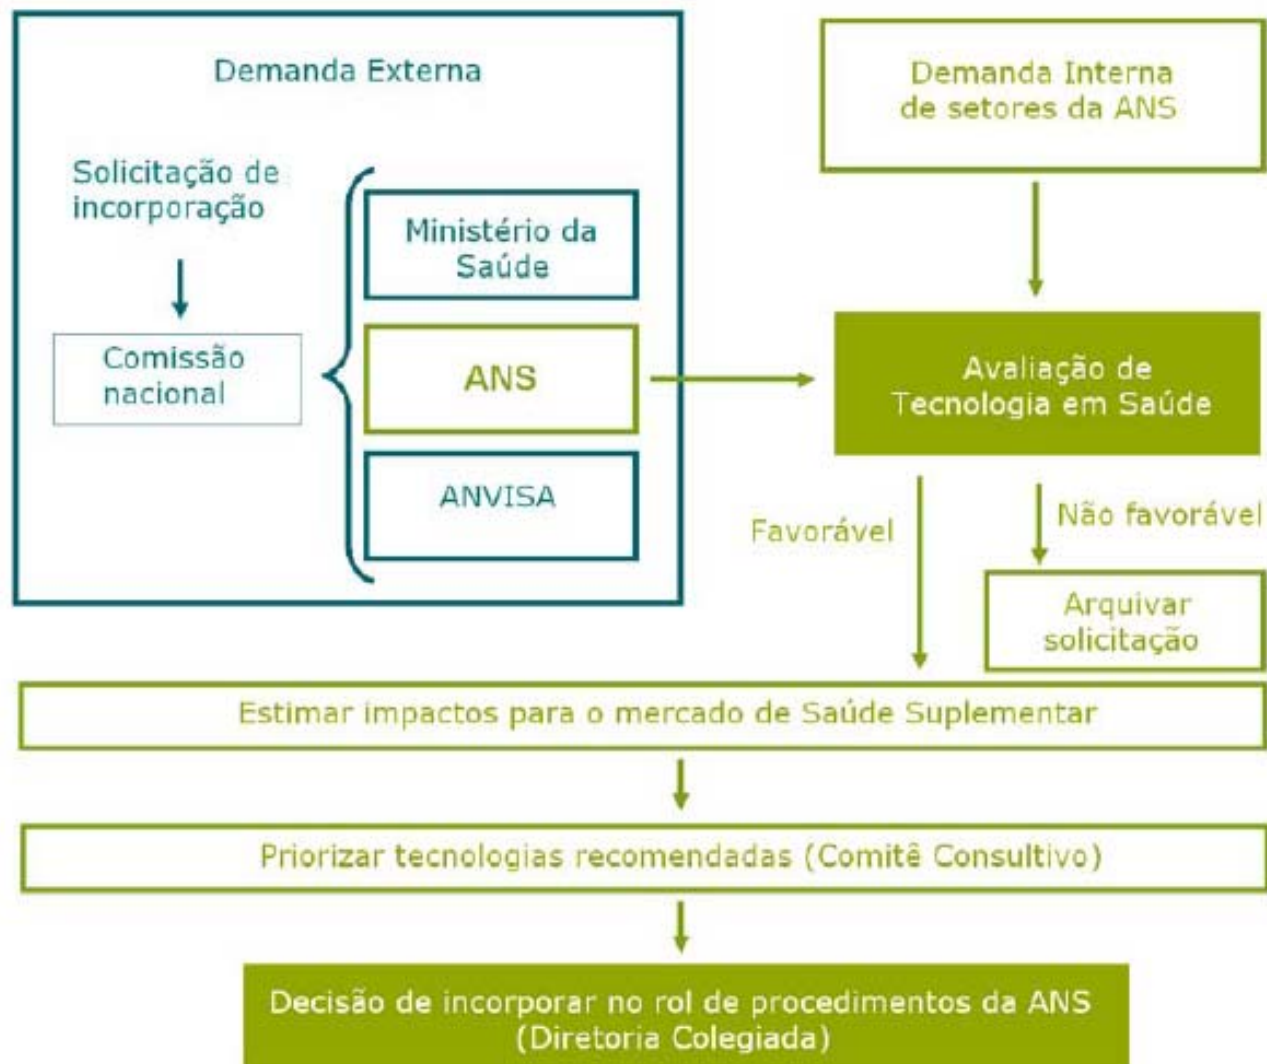 Demanda Externa
Solicitação de
incorporação
Comissão
nacional
Ministério da
Saúde
ANS
ANVISA
Demanda Interna
de setores da ANS
Avaliação de
Tecnologia em Saúde
Favorável
Não favorável
Arquivar
solicitação
Estimar impactos para o mercado de Saúde Suplementar
Priorizar tecnologias recomendadas (Comitê Consultivo)
Decisão de incorporar no rol de procedimentos da ANS
(Diretoria Colegiada)